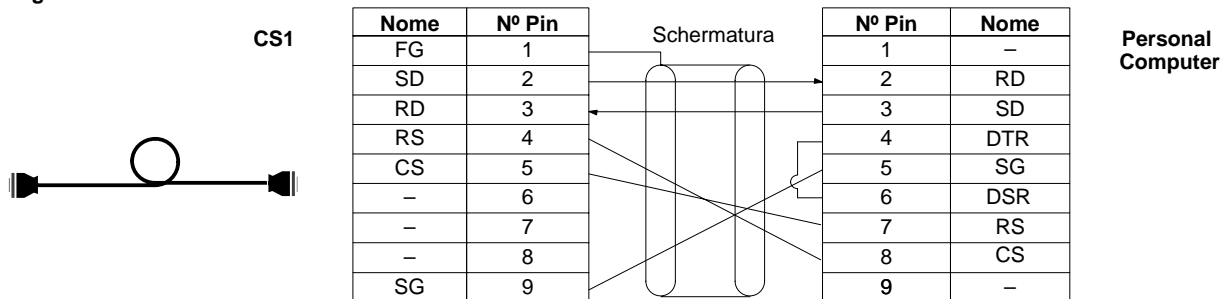 CS1
Nome Nº Pin
FG 1
SD 2
RD 3
RS 4
CS 5
– 6
– 7
– 8
SG 9
Schermatura
Nº Pin Nome
1 –
2 RD
3 SD
4 DTR
5 SG
6 DSR
7 RS
8 CS
9 –
Personal
Computer